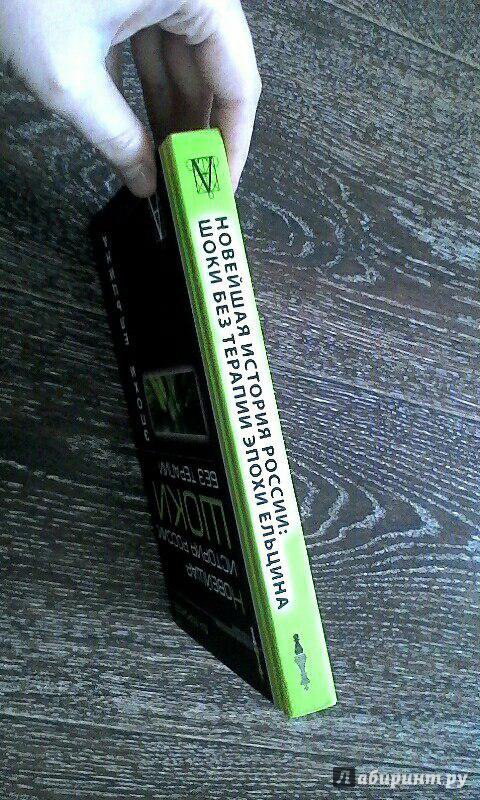 НОВЕЙШАЯ ИСТОРИЯ РОССИИ:
ШОКИ БЕЗ ТЕРАПИИ ЭПОХИ ЕЛЬЦИНА
НОВЕЙШАЯ
ИСТОРИЯ РОССИИ
ШОКИ
БЕЗ ТЕРАПИИ
Лабиринт.ру